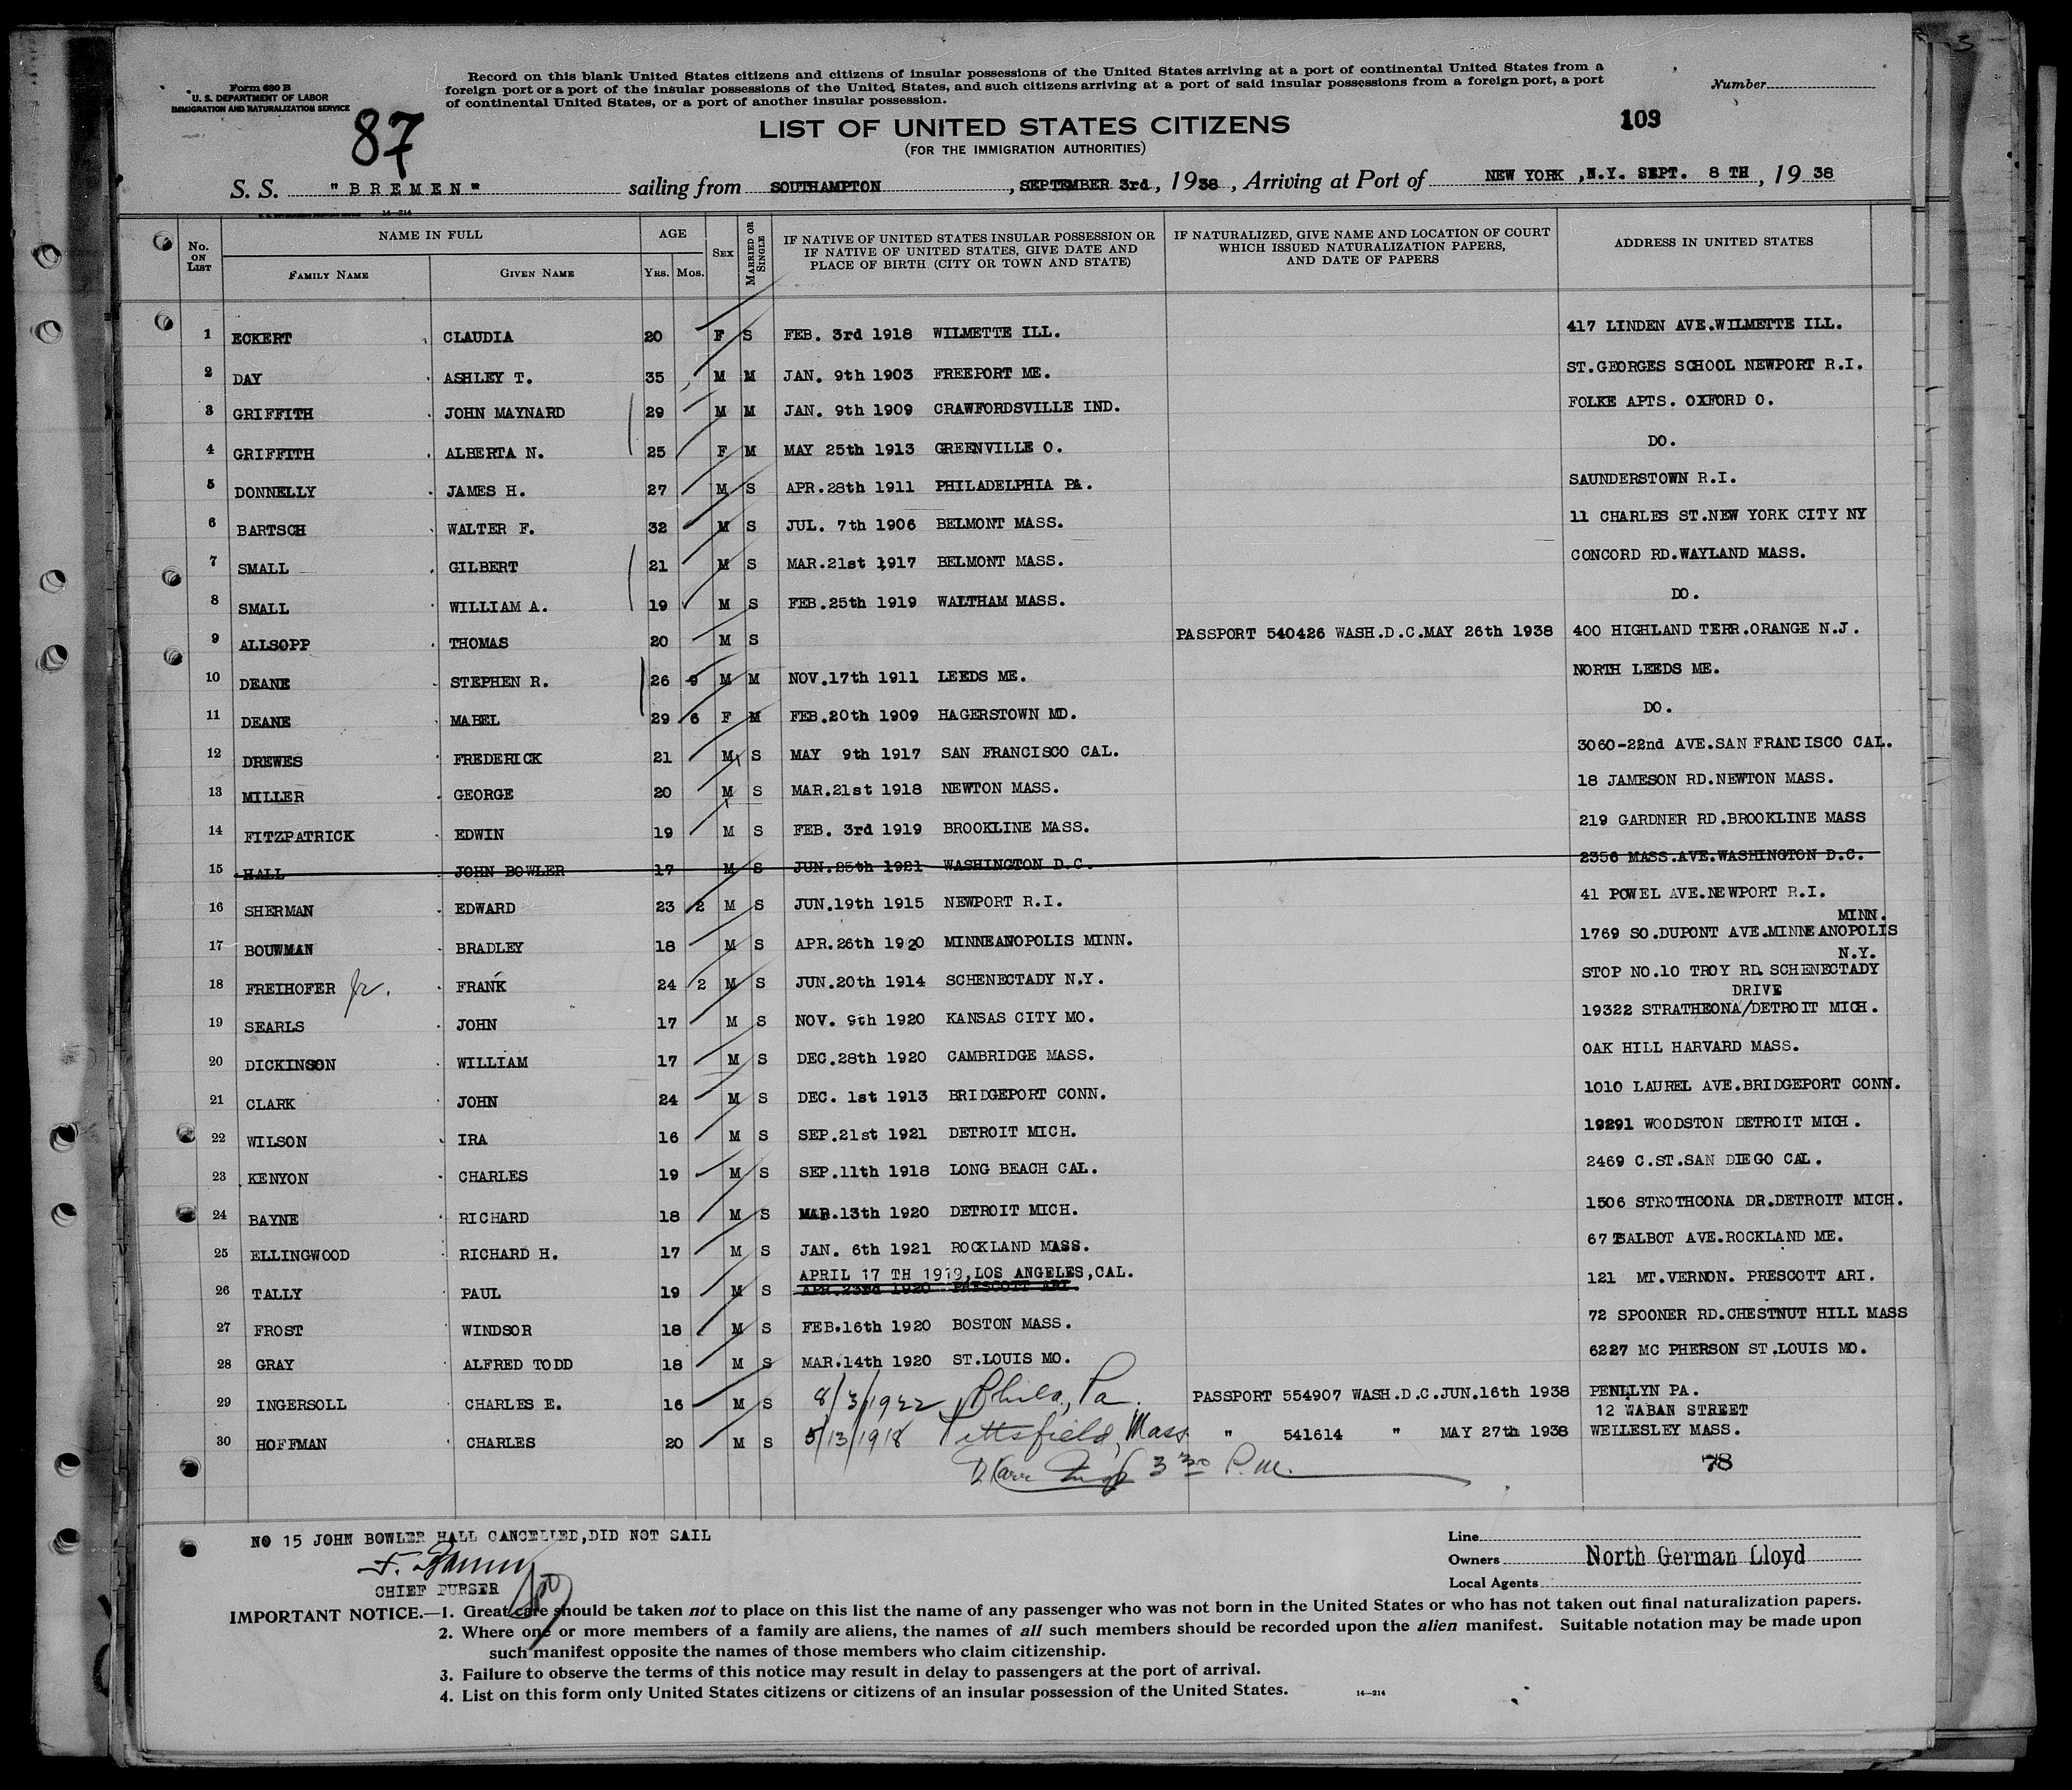 Form 630 B
U. S. DEPARTMENT OF LABOR
IMMIGRATION AND NATURALIZATION SERVICE
87
Record on this blank United States citizens and citizens of insular possessions of the United States arriving at a port of continental United States from a
foreign port or a port of the insular possessions of the United States, and such citizens arriving at a port of said insular possessions from a foreign port, a port
of continental United States, or a port of another insular possession.
Number
3
LIST OF UNITED STATES CITIZENS
109
(FOR THE IMMIGRATION AUTHORITIES)
S. S. "BREMEN" sailing from SOUTHAMPTON, SEPTEMBER 3rd, 1938, Arriving at Port of NEW YORK, N.Y. SEPT. 8 TH, 1938
14—214
No. ON LIST NAME IN FULL FAMILY NAME GIVEN NAME AGE YRS. MOS. SEX MARRIED OR SINGLE
IF NATIVE OF UNITED STATES INSULAR POSSESSION OR IF NATIVE OF UNITED STATES, GIVE DATE AND PLACE OF BIRTH (CITY OR TOWN AND STATE)
IF NATURALIZED, GIVE NAME AND LOCATION OF COURT WHICH ISSUED NATURALIZATION PAPERS, AND DATE OF PAPERS
ADDRESS IN UNITED STATES
1 ECKERT CLAUDIA 20 F S FEB. 3rd 1918 WILMETTE ILL. 417 LINDEN AVE.WILMETTE ILL.
2 DAY ASHLEY T. 35 M M JAN. 9th 1903 FREEPORT ME. ST.GEORGES SCHOOL NEWPORT R.I.
3 GRIFFITH JOHN MAYNARD 29 M M JAN. 9th 1909 CRAWFORDSVILLE IND. FOLKE APTS. OXFORD O.
4 GRIFFITH ALBERTA N. 25 F M MAY 25th 1913 GREENVILLE O. DO.
5 DONNELLY JAMES H. 27 M S APR.28th 1911 PHILADELPHIA PA. SAUNDERSTOWN R.I.
6 BARTSCH WALTER F. 32 M S JUL. 7th 1906 BELMONT MASS. 11 CHARLES ST.NEW YORK CITY NY
7 SMALL GILBERT 21 M S MAR.21st 1917 BELMONT MASS. CONCORD RD.WAYLAND MASS.
8 SMALL WILLIAM A. 19 M S FEB.25th 1919 WALTHAM MASS. DO.
9 ALLSOPP THOMAS 20 M S PASSPORT 540426 WASH.D.C.MAY 26th 1938 400 HIGHLAND TERR.ORANGE N.J.
10 DEANE STEPHEN R. 26 9 M M NOV.17th 1911 LEEDS ME. NORTH LEEDS ME.
11 DEANE MABEL 29 6 F M FEB.20th 1909 HAGERSTOWN MD. DO.
12 DREWES FREDERICK 21 M S MAY 9th 1917 SAN FRANCISCO CAL. 3060-22nd AVE.SAN FRANCISCO CAL.
13 MILLER GEORGE 20 M S MAR.21st 1918 NEWTON MASS. 18 JAMESON RD.NEWTON MASS.
14 FITZPATRICK EDWIN 19 M S FEB. 3rd 1919 BROOKLINE MASS. 219 GARDNER RD.BROOKLINE MASS
15 HALL JOHN BOWLER 17 M S JUN.25th 1921 WASHINGTON D.C. 2356 MASS.AVE.WASHINGTON D.C.
16 SHERMAN EDWARD 23 2 M S JUN.19th 1915 NEWPORT R.I. 41 POWEL AVE.NEWPORT R.I.
MINN.
17 BOUWMAN BRADLEY 18 M S APR.26th 1920 MINNEAPOLIS MINN. 1769 SO.DUPONT AVE.MINNEANOPOLIS
N.Y.
18 FREIHOFER Jr. FRANK 24 2 M S JUN.20th 1914 SCHENECTADY N.Y. STOP NO.10 TROY RD. SCHENECTADY
DRIVE
19 SEARLS JOHN 17 M S NOV. 9th 1920 KANSAS CITY MO. 19322 STRATHEONA/DETROIT MICH.
20 DICKINSON WILLIAM 17 M S DEC.28th 1920 CAMBRIDGE MASS. OAK HILL HARVARD MASS.
21 CLARK JOHN 24 M S DEC. 1st 1913 BRIDGEPORT CONN. 1010 LAUREL AVE.BRIDGEPORT CONN.
22 WILSON IRA 16 M S SEP.21st 1921 DETROIT MICH. 19291 WOODSTON DETROIT MICH.
23 KENYON CHARLES 19 M S SEP.11th 1918 LONG BEACH CAL. 2469 C.ST.SAN DIEGO CAL.
24 BAYNE RICHARD 18 M S MAR.13th 1920 DETROIT MICH. 1506 STROTHCONA DR.DETROIT MICH.
25 ELLINGWOOD RICHARD H. 17 M S JAN. 6th 1921 ROCKLAND MASS. 67 TALBOT AVE.ROCKLAND ME.
APRIL 17 TH 1919,LOS ANGELES,CAL.
26 TALLY PAUL 19 M S APR.23rd 1920 PRESCOTT ARI. 121 MT.VERNON. PRESCOTT ARI.
27 FROST WINDSOR 18 M S FEB.16th 1920 BOSTON MASS. 72 SPOONER RD.CHESTNUT HILL MASS
28 GRAY ALFRED TODD 18 M S MAR.14th 1920 ST.LOUIS MO. 6227 MC PHERSON ST.LOUIS MO.
29 INGERSOLL CHARLES E. 16 M S 8/3/1922 Phila, Pa. PASSPORT 554907 WASH.D.C.JUN.16th 1938 PENLLYN PA.
12 WABAN STREET
30 HOFFMAN CHARLES 20 M S 5/13/1918 Pittsfield, Mass " 541614 " MAY 27th 1938 WELLESLEY MASS.
3 30 P.m.
78
NO 15 JOHN BOWLER HALL CANCELLED,DID NOT SAIL
CHIEF PURSER
Line
Owners North German Lloyd
Local Agents
IMPORTANT NOTICE.—1. Great care should be taken not to place on this list the name of any passenger who was not born in the United States or who has not taken out final naturalization papers.
2. Where one or more members of a family are aliens, the names of all such members should be recorded upon the alien manifest. Suitable notation may be made upon
such manifest opposite the names of those members who claim citizenship.
3. Failure to observe the terms of this notice may result in delay to passengers at the port of arrival.
4. List on this form only United States citizens or citizens of an insular possession of the United States.
14—214